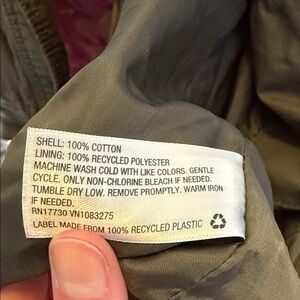 SHELL: 100% COTTON
LINING: 100% RECYCLED POLYESTER
MACHINE WASH COLD WITH LIKE COLORS. GENTLE
CYCLE. ONLY NON-CHLORINE BLEACH IF NEEDED.
TUMBLE DRY LOW. REMOVE PROMPTLY. WARM IRON
IF NEEDED.
RN17730 VN1083275
LABEL MADE FROM 100% RECYCLED PLASTIC